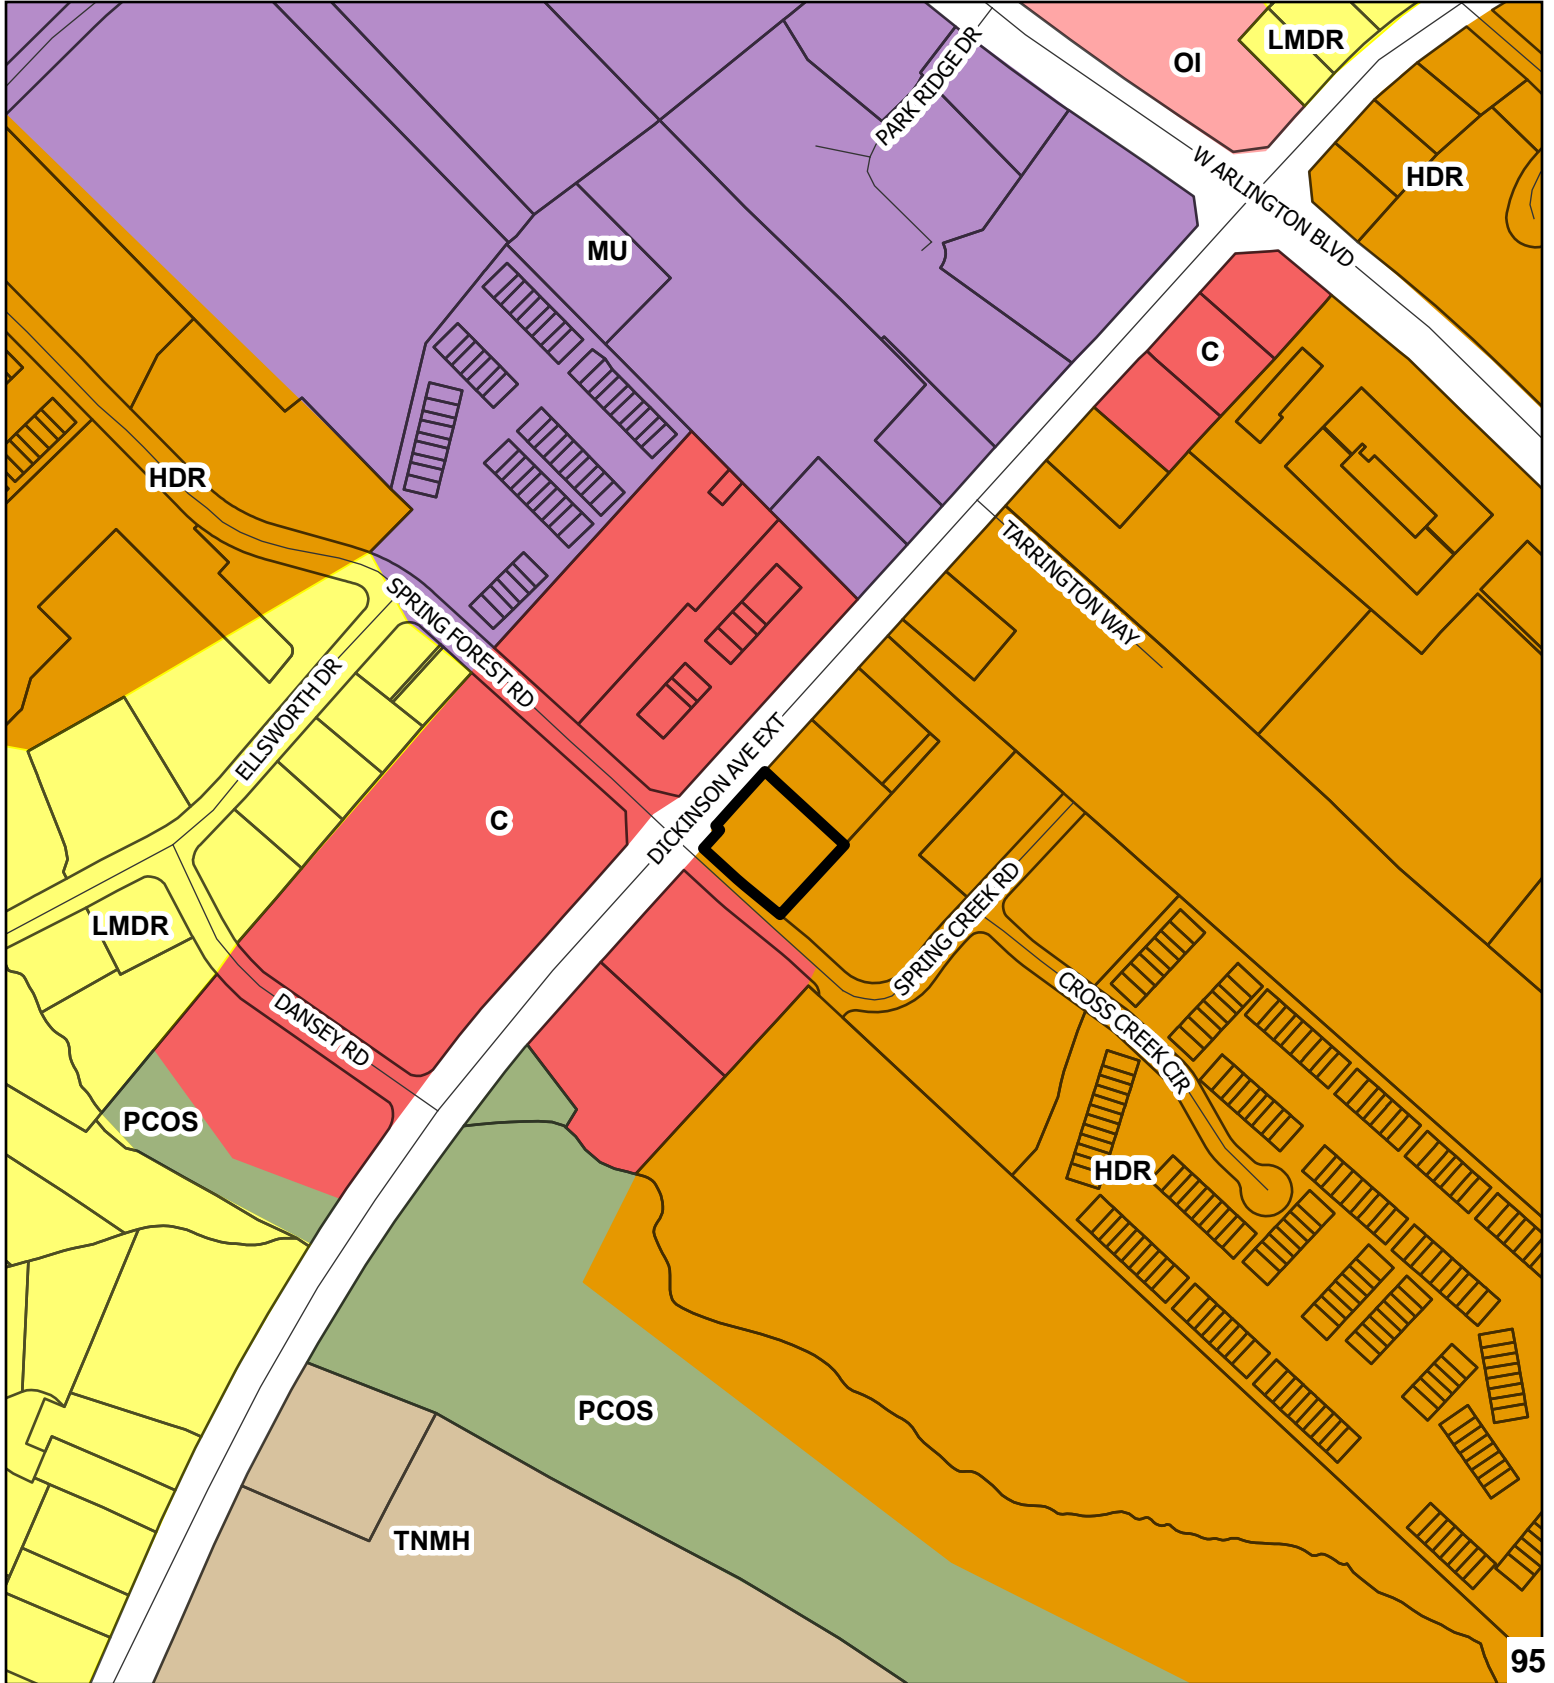 LMDR
OI
PARK RIDGE DR
W ARLINGTON BLVD
HDR
MU
C
HDR
TARRINGTON WAY
SPRING FOREST RD
ELLSWORTH DR
DICKINSON AVE EXT
C
LMDR
SPRING CREEK RD
DANSEY RD
CROSS CREEK CIR
PCOS
HDR
PCOS
TNMH
95